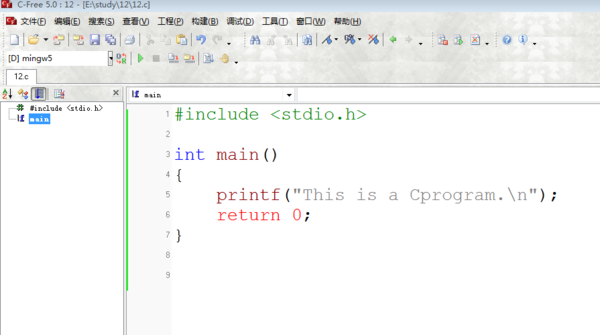 C-Free 5.0 : 12 - [E:\study\12\12.c]
文件(F) 编辑(E) 搜索(S) 查看(V) 工程(P) 构建(B) 调试(D) 工具(T) 窗口(W) 帮助(H)
[D] mingw5
12.c
main
#include <stdio.h>
main
1 #include <stdio.h>
2
3 int main()
4 {
5 printf("This is a Cprogram.\n");
6 return 0;
7 }
8
9